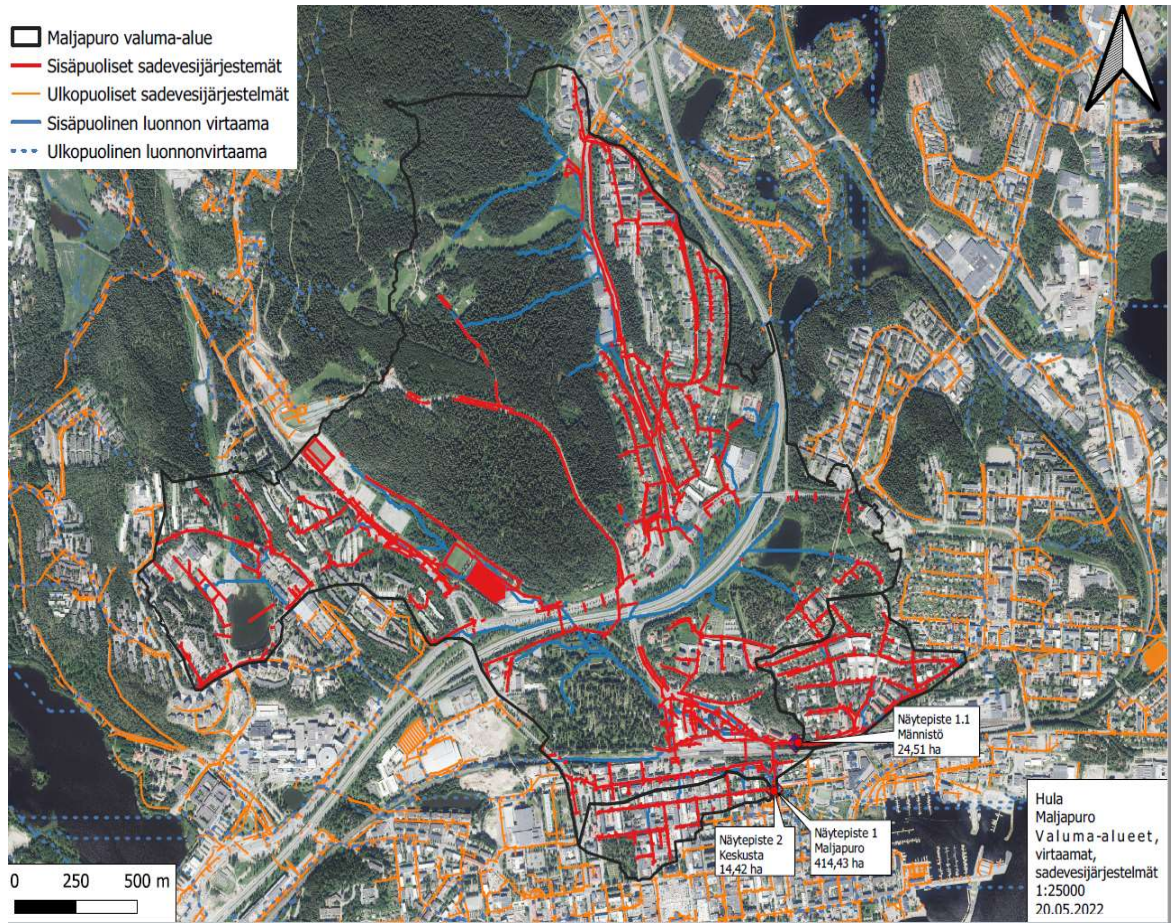 Maljapuro valuma-alue
Sisäpuoliset sadevesijärjestemät
Ulkopuoliset sadevesijärjestelmät
Sisäpuolinen luonnon virtaama
Ulkopuolinen luonnonvirtaama
Näytepiste 1.1
Männistö
24,51 ha
Näytepiste 2
Keskusta
14,42 ha
Näytepiste 1
Maljapuro
414,43 ha
0 250 500 m
Hula
Maljapuro
Valuma-alueet,
virtaamat,
sadevesijärjestelmät
1:25000
20.05.2022